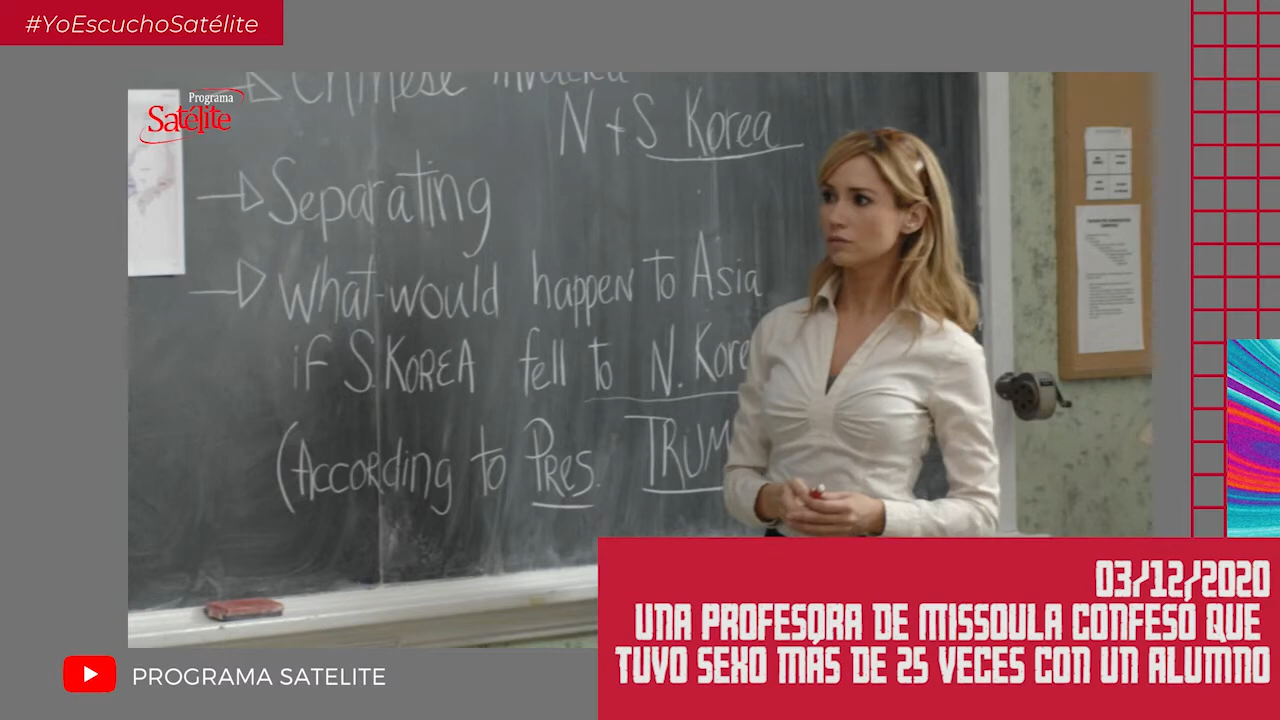 #YoEscuchoSatélite
Chinese invaded
Programa
Satélite
N + S Korea
Separating
What would happen to Asia
iF S. KOREA fell to N. Kore
(ACCORDING to PRES. TRUM
03/12/2020
UNA PROFESORA DE MISSOULA CONFESÓ QUE
TUVO SEXO MÁS DE 25 VECES CON UN ALUMNO
PROGRAMA SATELITE